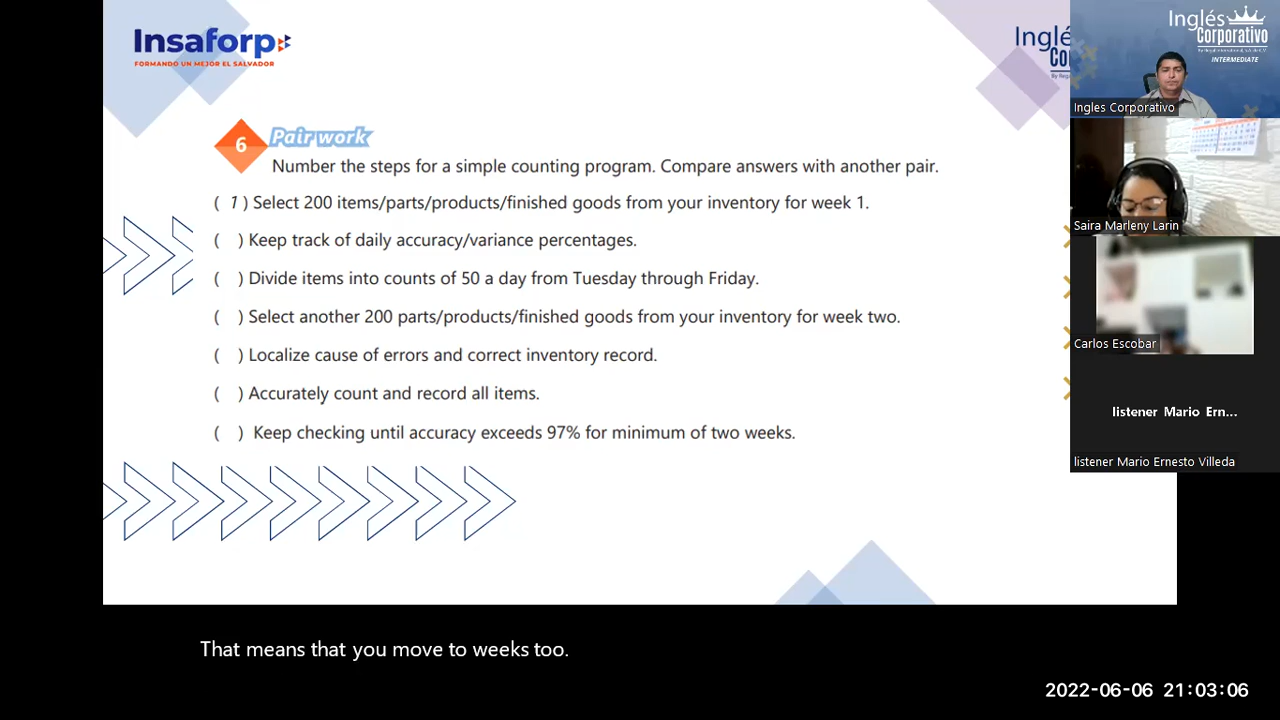 Insaforp
FORMANDO UN MEJOR EL SALVADOR
Inglé
Co
By Rega
6
Pair work
Number the steps for a simple counting program. Compare answers with another pair.
( 1 ) Select 200 items/parts/products/finished goods from your inventory for week 1.
( ) Keep track of daily accuracy/variance percentages.
( ) Divide items into counts of 50 a day from Tuesday through Friday.
( ) Select another 200 parts/products/finished goods from your inventory for week two.
( ) Localize cause of errors and correct inventory record.
( ) Accurately count and record all items.
( ) Keep checking until accuracy exceeds 97% for minimum of two weeks.
Inglés
Corporativo
INTERMEDIATE
Ingles Corporativo
Saira Marleny Larin
Carlos Escobar
listener Mario Ern...
listener Mario Ernesto Villeda
That means that you move to weeks too.
2022-06-06 21:03:06